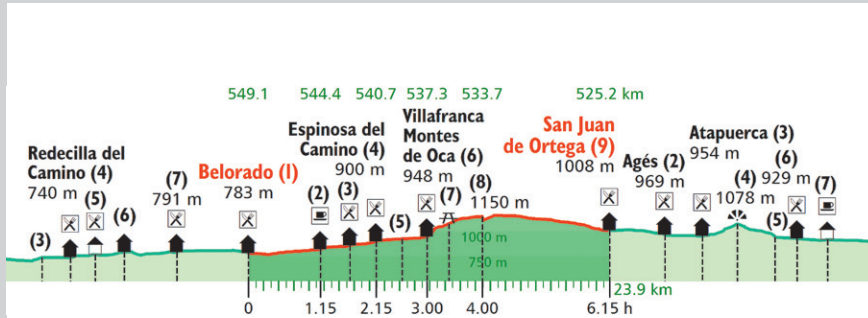 549.1 544.4 540.7 537.3 533.7 525.2 km
Redecilla del
Camino (4)
740 m
(3)
(5)
(6)
(7)
791 m
Belorado (1)
783 m
Espinosa del
Camino (4)
900 m
(2)
(3)
(5)
Villafranca
Montes
de Oca (6)
948 m
(7)
(8)
1150 m
San Juan
de Ortega (9)
1008 m
Agés (2)
969 m
Atapuerca (3)
954 m
(4)
1078 m
(6)
929 m
(5)
(7)
1000 m
750 m
23.9 km
0 1.15 2.15 3.00 4.00 6.15 h